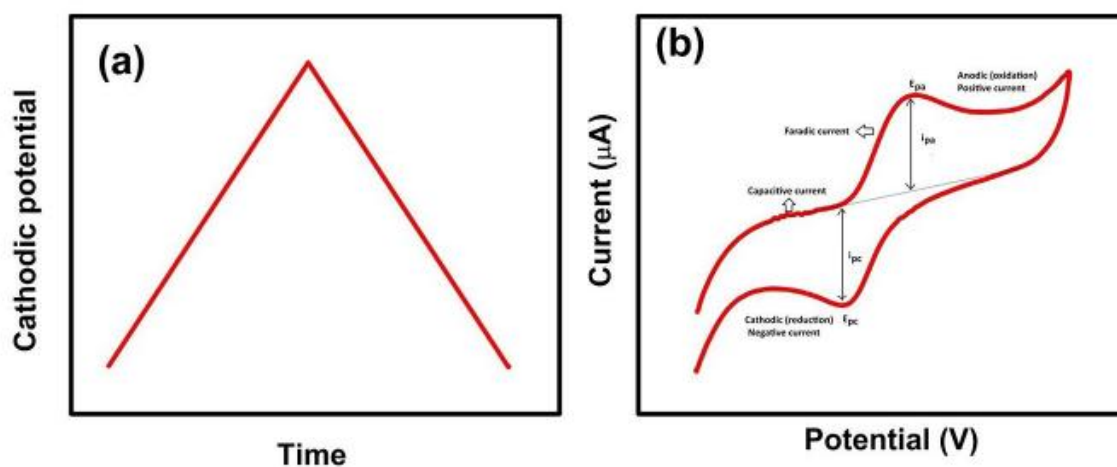 (a)
Cathodic potential
Time
(b)
Current (μA)
Potential (V)
Epa
Anodic (oxidation)
Positive current
Faradic current
ipa
Capacitive current
ipc
Cathodic (reduction)
Negative current
Epc